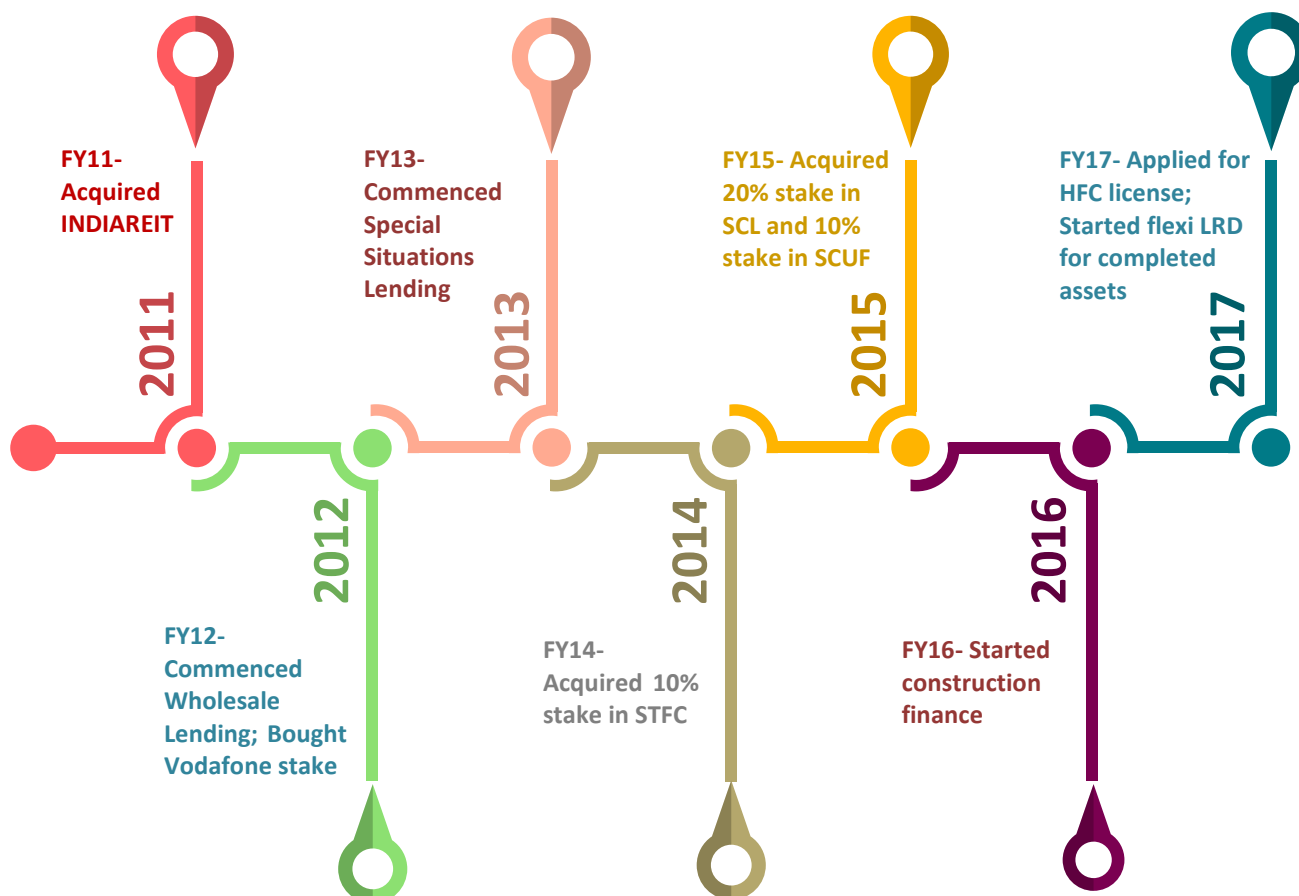 FY11-
Acquired
INDIAREIT
2011
FY12-
Commenced
Wholesale
Lending; Bought
Vodafone stake
2012
FY13-
Commenced
Special
Situations
Lending
2013
FY14-
Acquired 10%
stake in STFC
2014
FY15- Acquired
20% stake in
SCL and 10%
stake in SCUF
2015
FY16- Started
construction
finance
2016
FY17- Applied for
HFC license;
Started flexi LRD
for completed
assets
2017